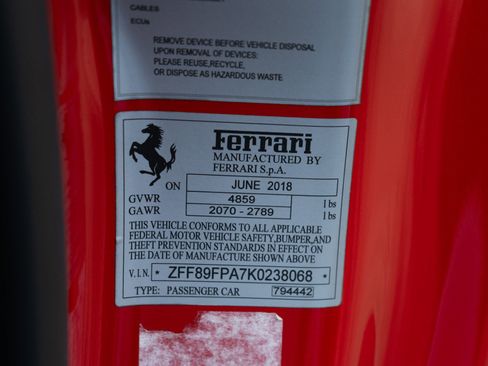 CABLES
ECUs
REMOVE DEVICE BEFORE VEHICLE DISPOSAL
UPON REMOVAL OF DEVICES:
PLEASE REUSE,RECYCLE,
OR DISPOSE AS HAZARDOUS WASTE
Ferrari
MANUFACTURED BY
FERRARI S.p.A.
ON JUNE 2018
GVWR 4859 lbs
GAWR 2070 - 2789 lbs
THIS VEHICLE CONFORMS TO ALL APPLICABLE
FEDERAL MOTOR VEHICLE SAFETY,BUMPER,AND
THEFT PREVENTION STANDARDS IN EFFECT ON
THE DATE OF MANUFACTURE SHOWN ABOVE
V.I.N. * ZFF89FPA7K0238068 *
TYPE: PASSENGER CAR 794442